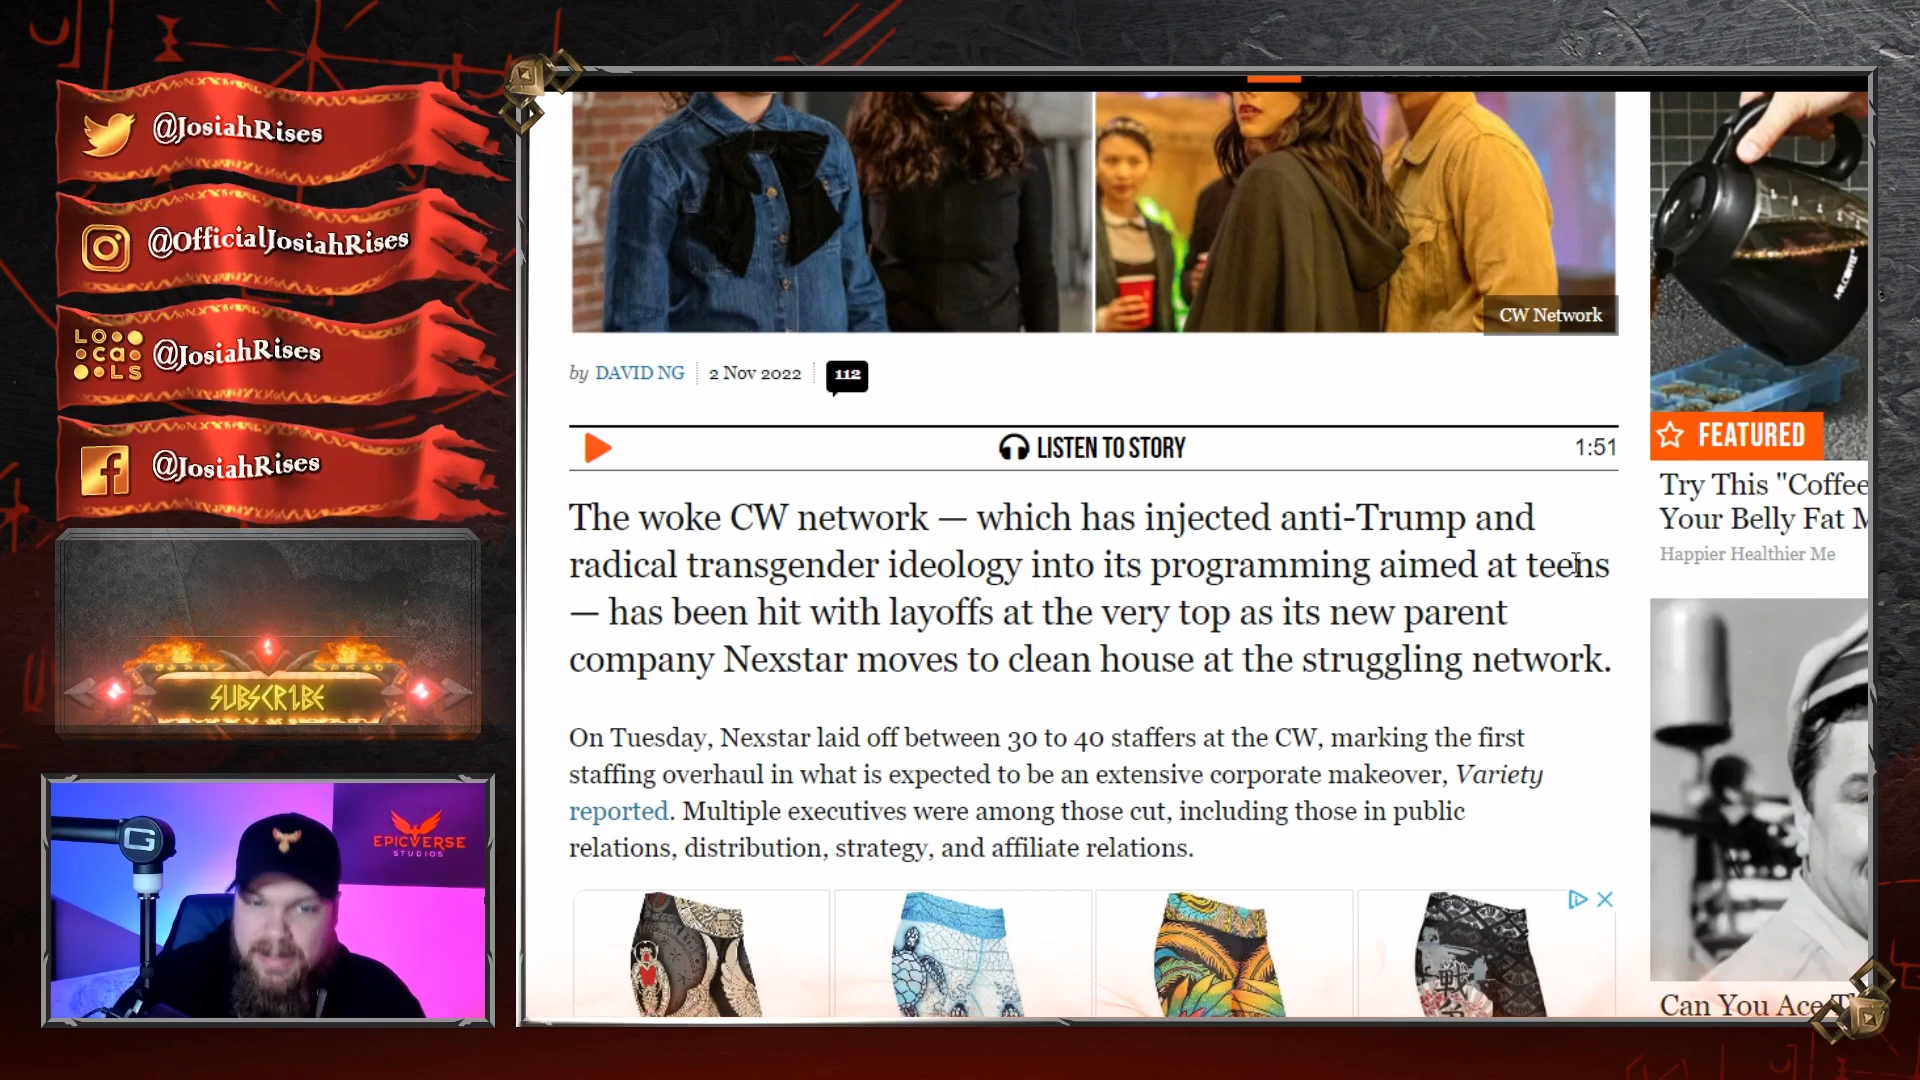 @JosiahRises
@OfficialJosiahRises
LOcaLS
@JosiahRises
@JosiahRises
SUBSCRIBE
G
EPICVERSE
STUDIOS
CW Network
by DAVID NG 2 Nov 2022 112
LISTEN TO STORY 1:51
The woke CW network — which has injected anti-Trump and
radical transgender ideology into its programming aimed at teens
— has been hit with layoffs at the very top as its new parent
company Nexstar moves to clean house at the struggling network.
On Tuesday, Nexstar laid off between 30 to 40 staffers at the CW, marking the first
staffing overhaul in what is expected to be an extensive corporate makeover, Variety
reported. Multiple executives were among those cut, including those in public
relations, distribution, strategy, and affiliate relations.
FEATURED
Try This "Coffee
Your Belly Fat M
Happier Healthier Me
Can You Ace